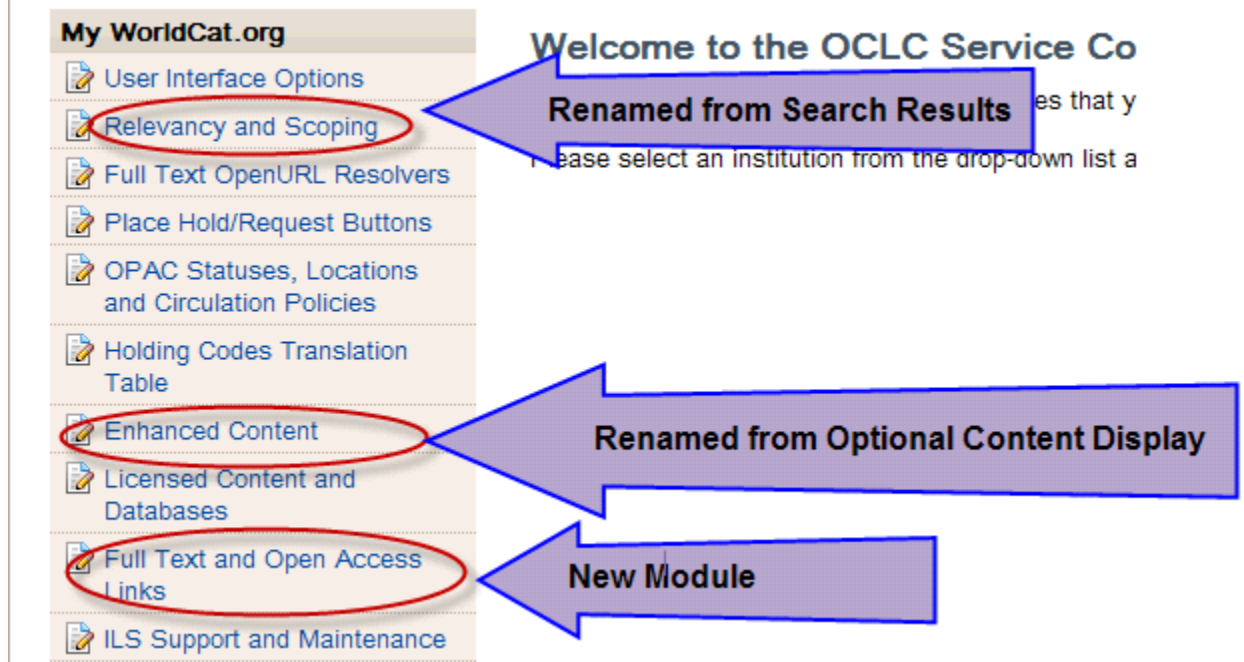 My WorldCat.org
User Interface Options
Relevancy and Scoping
Full Text OpenURL Resolvers
Place Hold/Request Buttons
OPAC Statuses, Locations
and Circulation Policies
Holding Codes Translation
Table
Enhanced Content
Licensed Content and
Databases
Full Text and Open Access
Links
ILS Support and Maintenance
Welcome to the OCLC Service Co
Renamed from Search Results
es that y
Please select an institution from the drop-down list a
Renamed from Optional Content Display
New Module